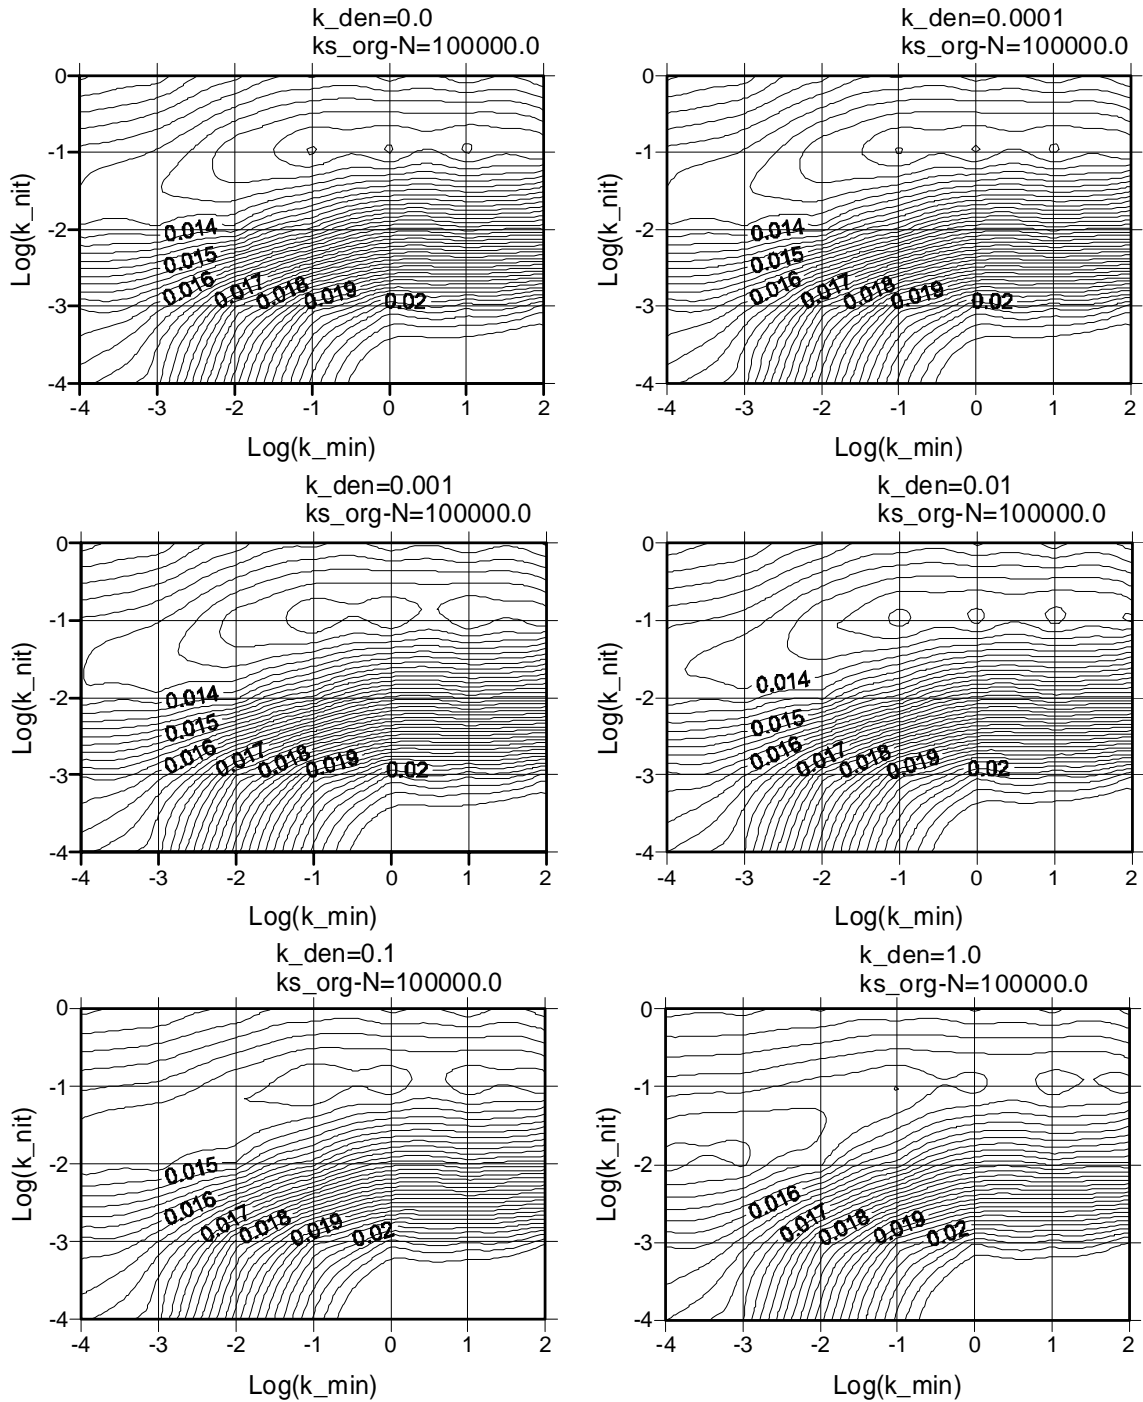 k_den=0.0
ks_org-N=100000.0
0
-1
-2
-3
-4
Log(k_nit)
0.014
0.015
0.016
0.017
0.018
0.019
0.02
-4 -3 -2 -1 0 1 2
Log(k_min)
k_den=0.0001
ks_org-N=100000.0
0
-1
-2
-3
-4
Log(k_nit)
0.014
0.015
0.016
0.017
0.018
0.019
0.02
-4 -3 -2 -1 0 1 2
Log(k_min)
k_den=0.001
ks_org-N=100000.0
0
-1
-2
-3
-4
Log(k_nit)
0.014
0.015
0.016
0.017
0.018
0.019
0.02
-4 -3 -2 -1 0 1 2
Log(k_min)
k_den=0.01
ks_org-N=100000.0
0
-1
-2
-3
-4
Log(k_nit)
0.014
0.015
0.016
0.017
0.018
0.019
0.02
-4 -3 -2 -1 0 1 2
Log(k_min)
k_den=0.1
ks_org-N=100000.0
0
-1
-2
-3
-4
Log(k_nit)
0.015
0.016
0.017
0.018
0.019
0.02
-4 -3 -2 -1 0 1 2
Log(k_min)
k_den=1.0
ks_org-N=100000.0
0
-1
-2
-3
-4
Log(k_nit)
0.016
0.017
0.018
0.019
0.02
-4 -3 -2 -1 0 1 2
Log(k_min)